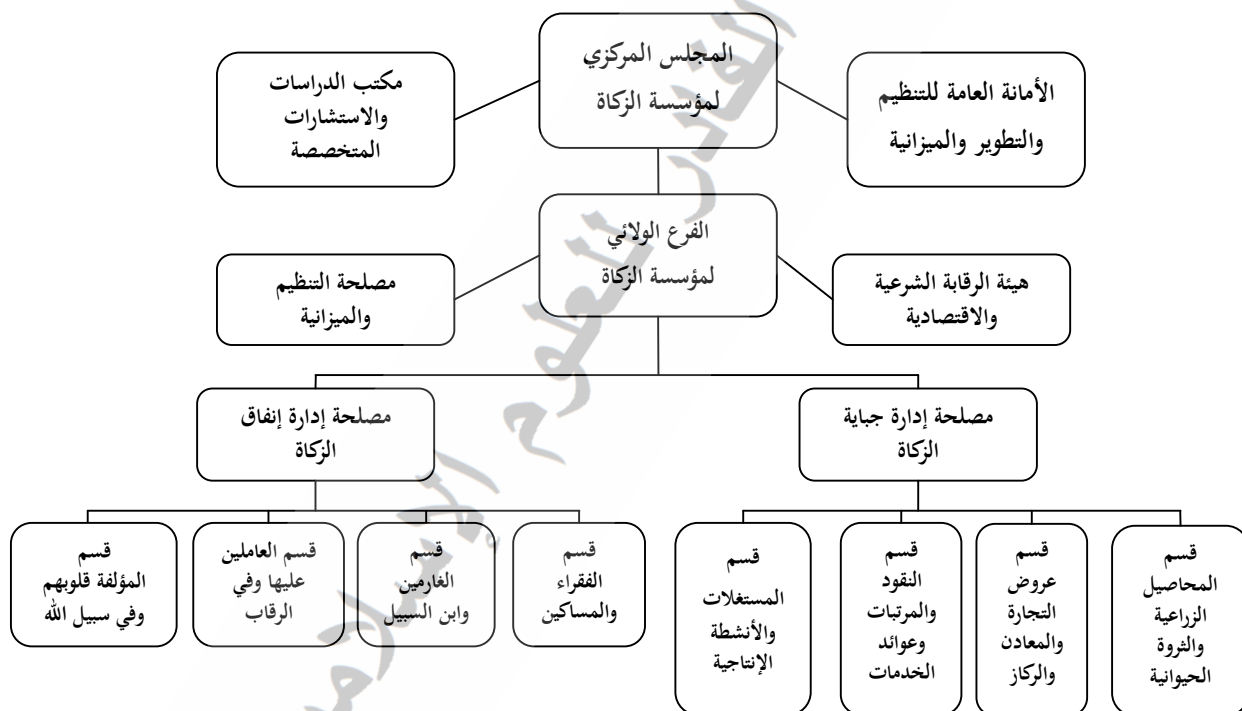 المجلس المركزي
لمؤسسة الزكاة
الأمانة العامة للتنظيم
والتطوير والميزانية
مكتب الدراسات
والاستشارات
المتخصصة
الفرع الولائي
لمؤسسة الزكاة
هيئة الرقابة الشرعية
والاقتصادية
مصلحة التنظيم
والميزانية
مصلحة إدارة جباية
الزكاة
مصلحة إدارة إنفاق
الزكاة
قسم
المحاصيل
الزراعية
والثروة
الحيوانية
قسم
عروض
التجارة
والمعادن
والركاز
قسم
النقود
والمرتبات
وعوائد
الخدمات
قسم
المستغلات
والأنشطة
الإنتاجية
قسم
الفقراء
والمساكين
قسم
الغارمين
وابن السبيل
قسم العاملين
عليها وفي
الرقاب
قسم
المؤلفة قلوبهم
وفي سبيل الله
القادر للعلوم